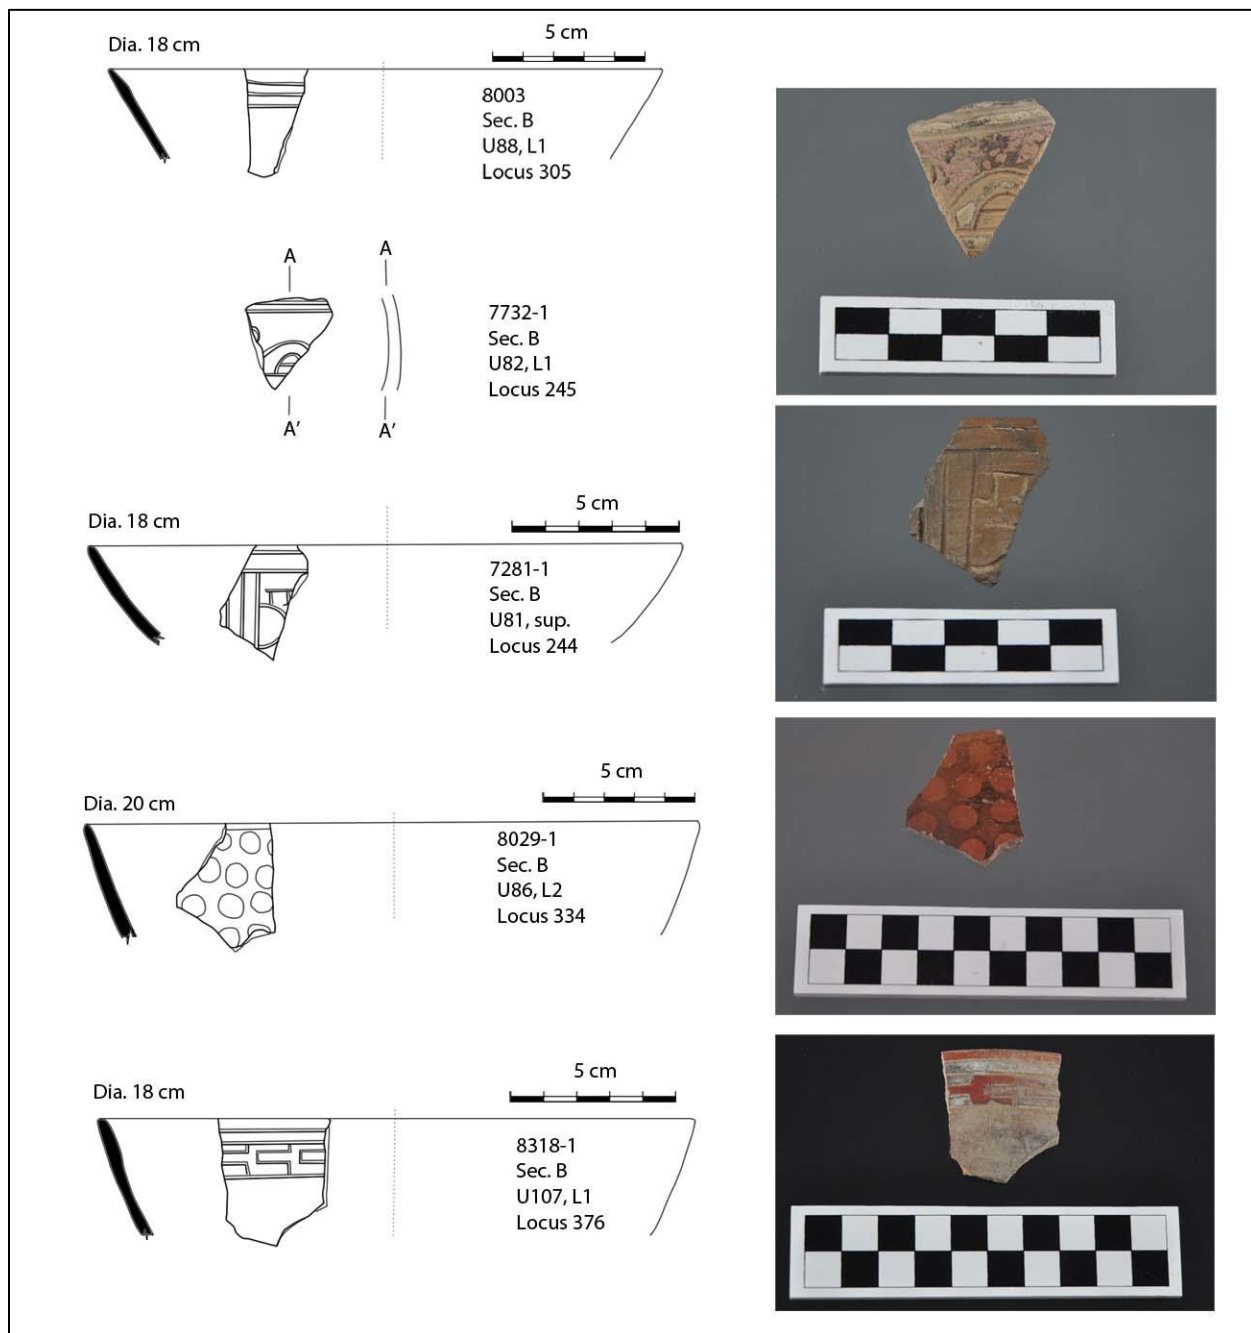 Dia. 18 cm
5 cm
8003
Sec. B
U88, L1
Locus 305
A
A
7732-1
Sec. B
U82, L1
Locus 245
A'
A'
Dia. 18 cm
5 cm
7281-1
Sec. B
U81, sup.
Locus 244
Dia. 20 cm
5 cm
8029-1
Sec. B
U86, L2
Locus 334
Dia. 18 cm
5 cm
8318-1
Sec. B
U107, L1
Locus 376